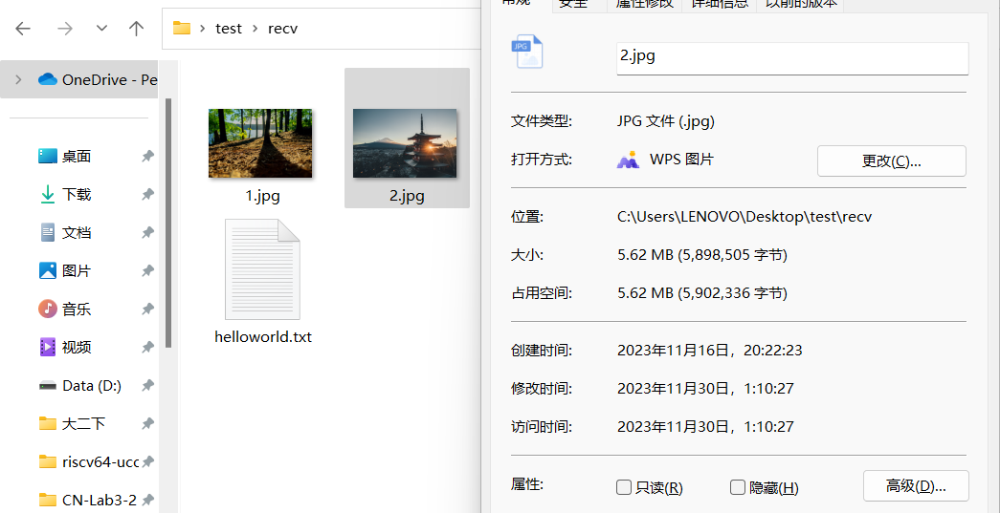 test > recv
OneDrive - Pe
桌面
下载
文档
图片
音乐
视频
Data (D:)
大二下
riscv64-ucc
CN-Lab3-2
1.jpg
2.jpg
helloworld.txt
常规
安全
属性修改
详细信息
以前的版本
JPG
2.jpg
文件类型: JPG 文件 (.jpg)
打开方式: WPS 图片 更改(C)...
位置: C:\Users\LENOVO\Desktop\test\recv
大小: 5.62 MB (5,898,505 字节)
占用空间: 5.62 MB (5,902,336 字节)
创建时间: 2023年11月16日，20:22:23
修改时间: 2023年11月30日，1:10:27
访问时间: 2023年11月30日，1:10:27
属性: 只读(R) 隐藏(H) 高级(D)...